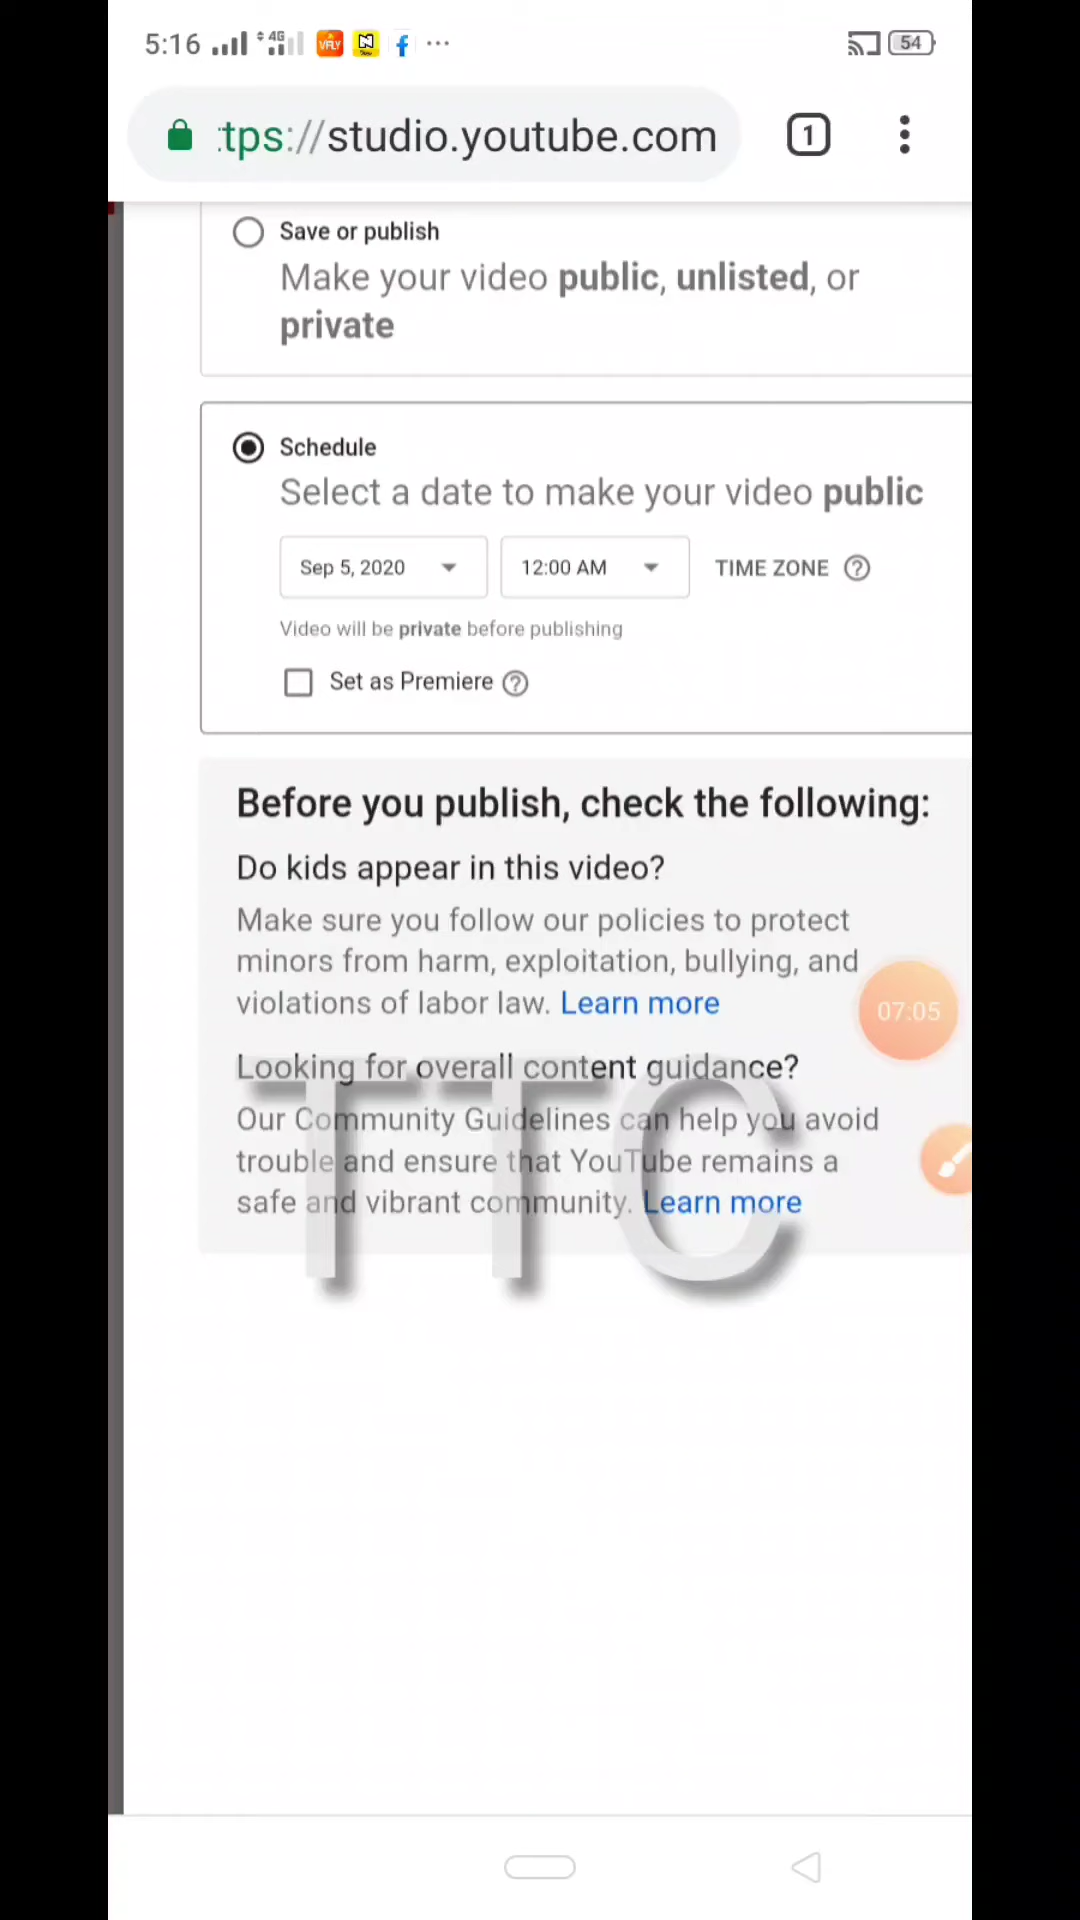 5:16 4G VFLY N f ... 54
:tps://studio.youtube.com 1
Save or publish
Make your video public, unlisted, or
private
Schedule
Select a date to make your video public
Sep 5, 2020 12:00 AM TIME ZONE ?
Video will be private before publishing
Set as Premiere ?
Before you publish, check the following:
Do kids appear in this video?
Make sure you follow our policies to protect
minors from harm, exploitation, bullying, and
violations of labor law. Learn more
07:05
Looking for overall content guidance?
Our Community Guidelines can help you avoid
trouble and ensure that YouTube remains a
safe and vibrant community. Learn more
TTC